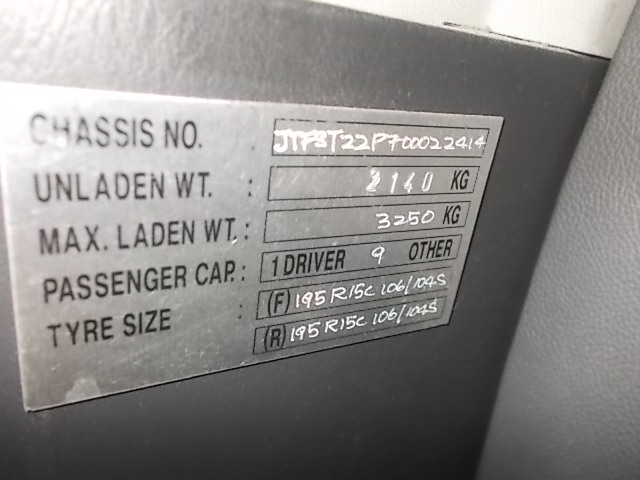 CHASSIS NO. : JTFST22P700022414
UNLADEN WT. : 2140 KG
MAX. LADEN WT. : 3250 KG
PASSENGER CAP. : 1 DRIVER 9 OTHER
TYRE SIZE : (F) 195 R15C 106/104S
(R) 195 R15C 106/104S